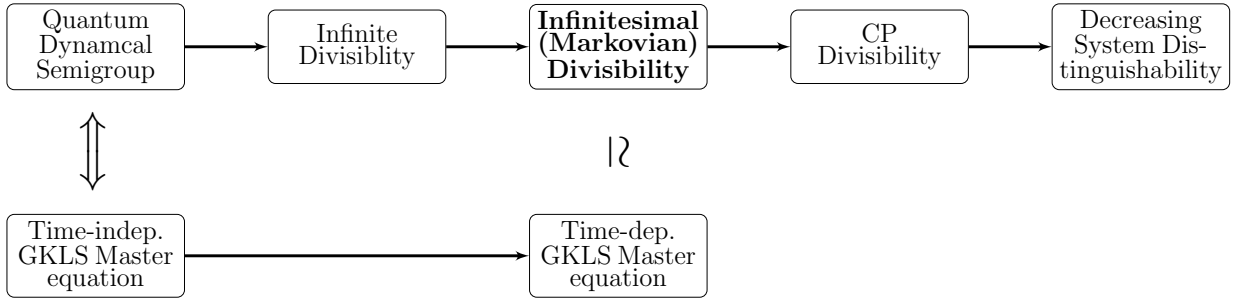 Quantum
Dynamcal
Semigroup
Infinite
Divisiblity
Infinitesimal
(Markovian)
Divisibility
CP
Divisibility
Decreasing
System Dis-
tinguishability
Time-indep.
GKLS Master
equation
Time-dep.
GKLS Master
equation